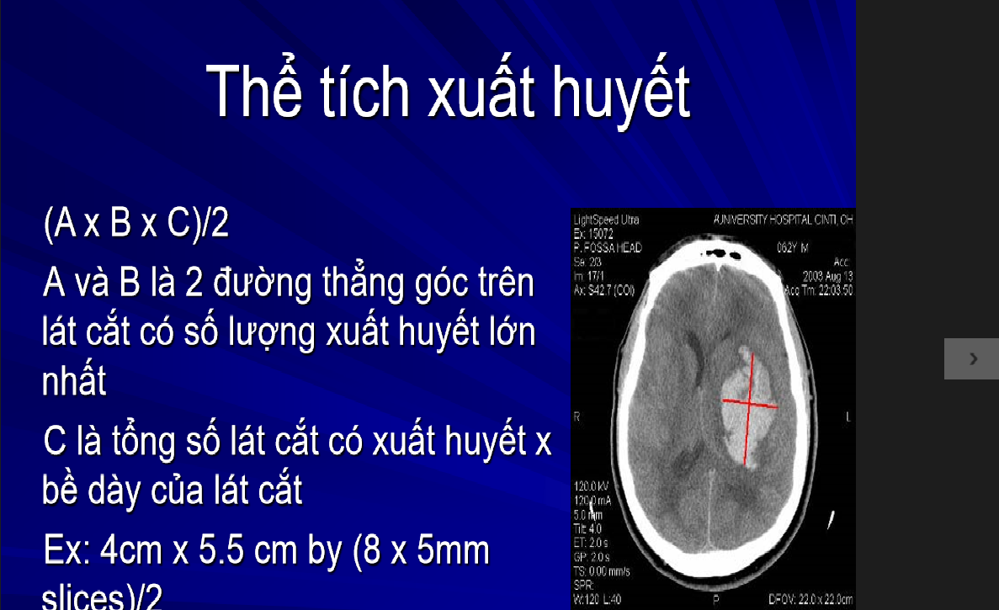 Thể tích xuất huyết
(A x B x C)/2
A và B là 2 đường thẳng góc trên
lát cắt có số lượng xuất huyết lớn
nhất
C là tổng số lát cắt có xuất huyết x
bề dày của lát cắt
Ex: 4cm x 5.5 cm by (8 x 5mm
slices)/2
LightSpeed Ultra
Ex: 15072
P. FOSSA HEAD
Se: 2/3
Im: 17/1
Ax: S42.7 (COI)
UNIVERSITY HOSPITAL CINTI, OH
062Y M
Acc:
2003 Aug 13
Acq Tm: 22:03:50
R
L
120.0 kV
120.0 mA
5.0 mm
Tilt: 4.0
ET: 2.0 s
GP: 2.0 s
TS: 0.00 mm/s
SPR:
W:120 L:40
P
DFOV: 22.0 x 22.0cm